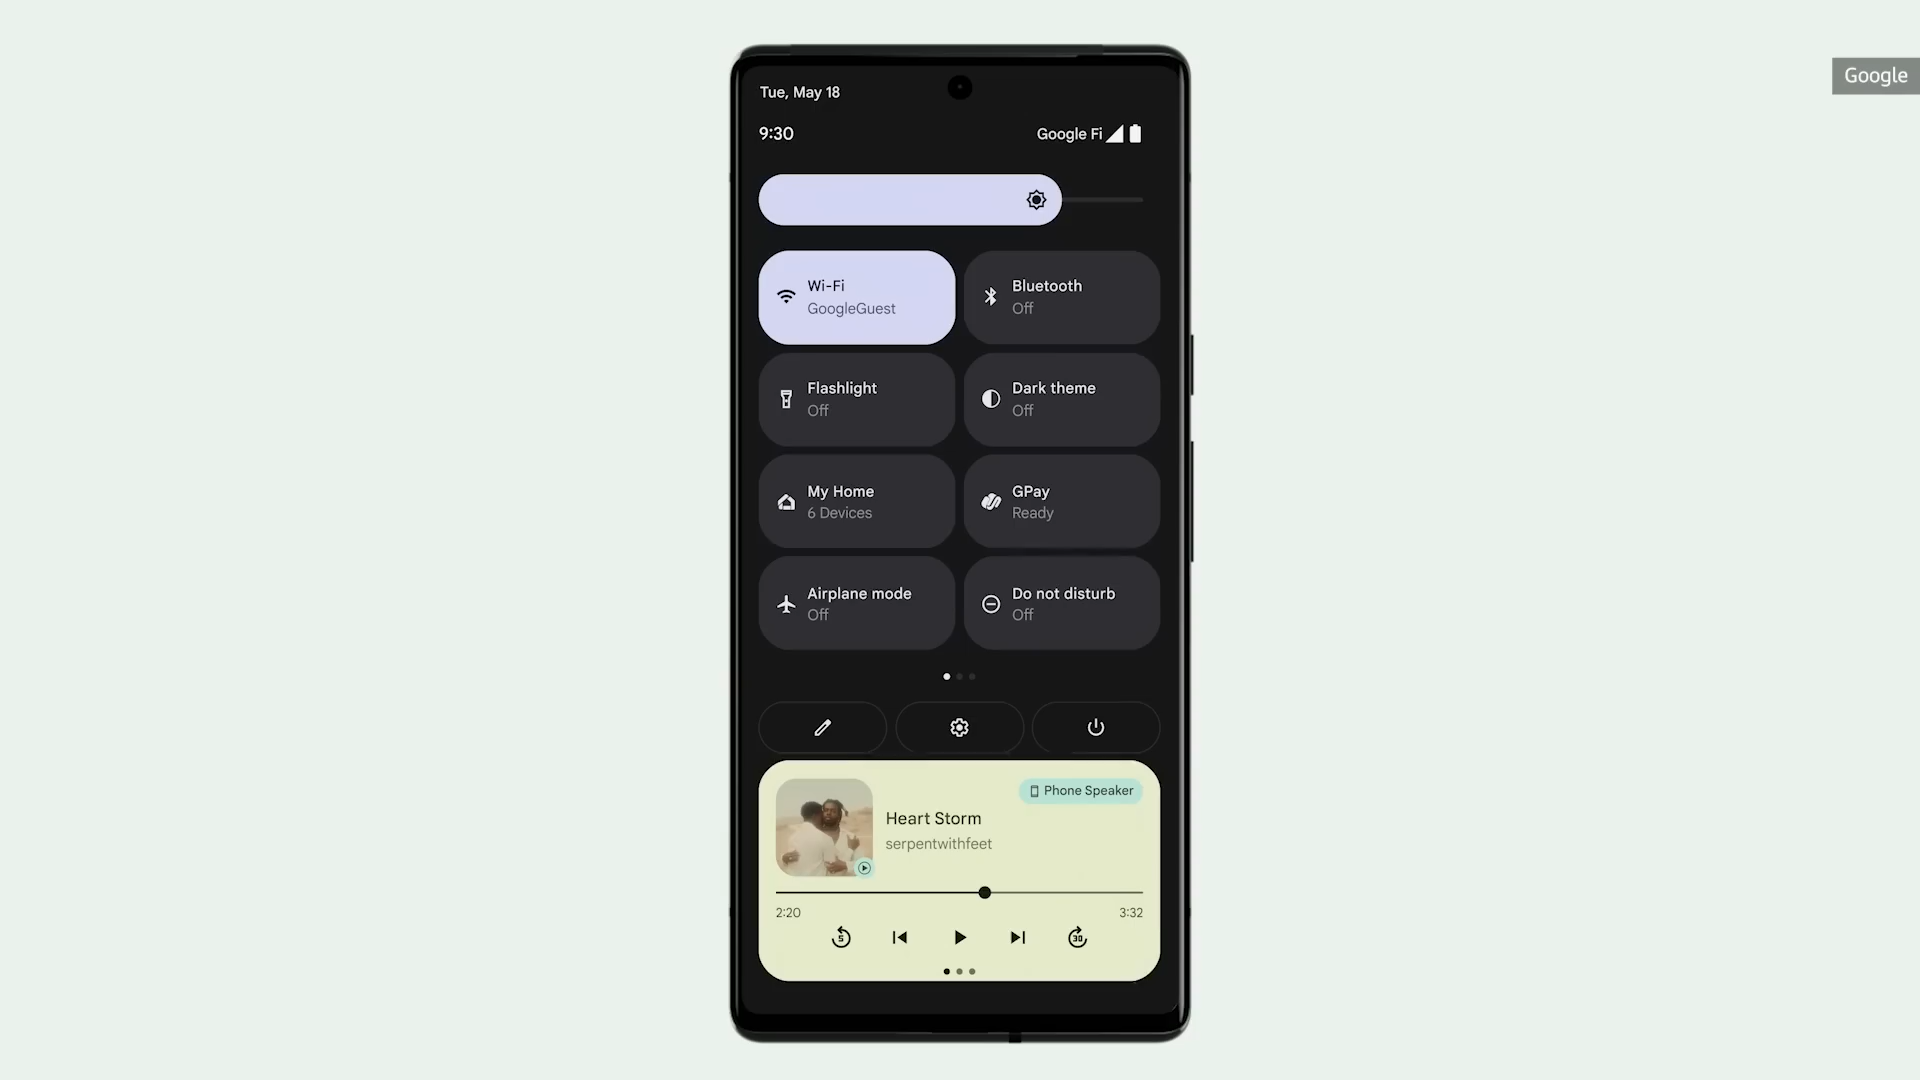 Google
Tue, May 18
9:30
Google Fi
Wi-Fi
GoogleGuest
Bluetooth
Off
Flashlight
Off
Dark theme
Off
My Home
6 Devices
GPay
Ready
Airplane mode
Off
Do not disturb
Off
Phone Speaker
Heart Storm
serpentwithfeet
2:20
3:32
5
30